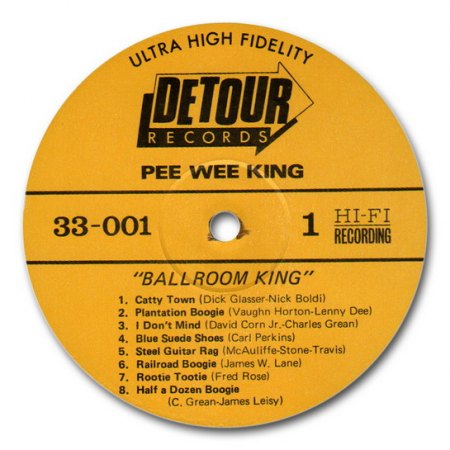 ULTRA HIGH FIDELITY
DETOUR
RECORDS
PEE WEE KING
33-001
1
HI-FI
RECORDING
"BALLROOM KING"
1. Catty Town (Dick Glasser-Nick Boldi)
2. Plantation Boogie (Vaughn Horton-Lenny Dee)
3. I Don't Mind (David Corn Jr.-Charles Grean)
4. Blue Suede Shoes (Carl Perkins)
5. Steel Guitar Rag (McAuliffe-Stone-Travis)
6. Railroad Boogie (James W. Lane)
7. Rootie Tootie (Fred Rose)
8. Half a Dozen Boogie
(C. Grean-James Leisy)